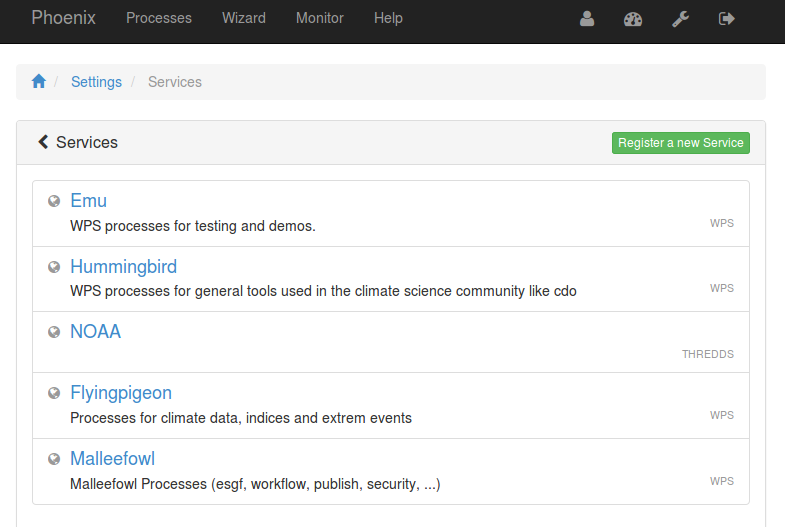 Phoenix Processes Wizard Monitor Help
/ Settings / Services
Services Register a new Service
Emu
WPS processes for testing and demos. WPS
Hummingbird
WPS processes for general tools used in the climate science community like cdo WPS
NOAA
THREDDS
Flyingpigeon
Processes for climate data, indices and extrem events WPS
Malleefowl
Malleefowl Processes (esgf, workflow, publish, security, ...) WPS